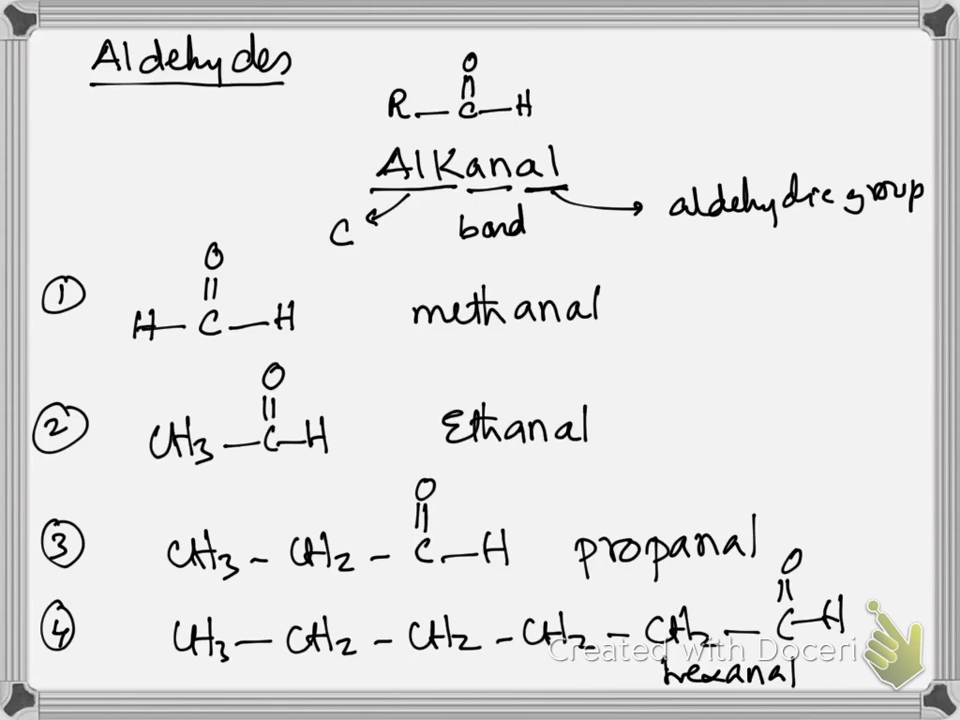 Aldehydes
O
R—C—H
AlKanal
C bond aldehydic group
① O
H—C—H methanal
② O
CH3—C—H Ethanal
③ O
CH3-CH2-C—H propanal
④ O
CH3—CH2-CH2-CH2-CH2—C—H
Created with Doceri
hexanal